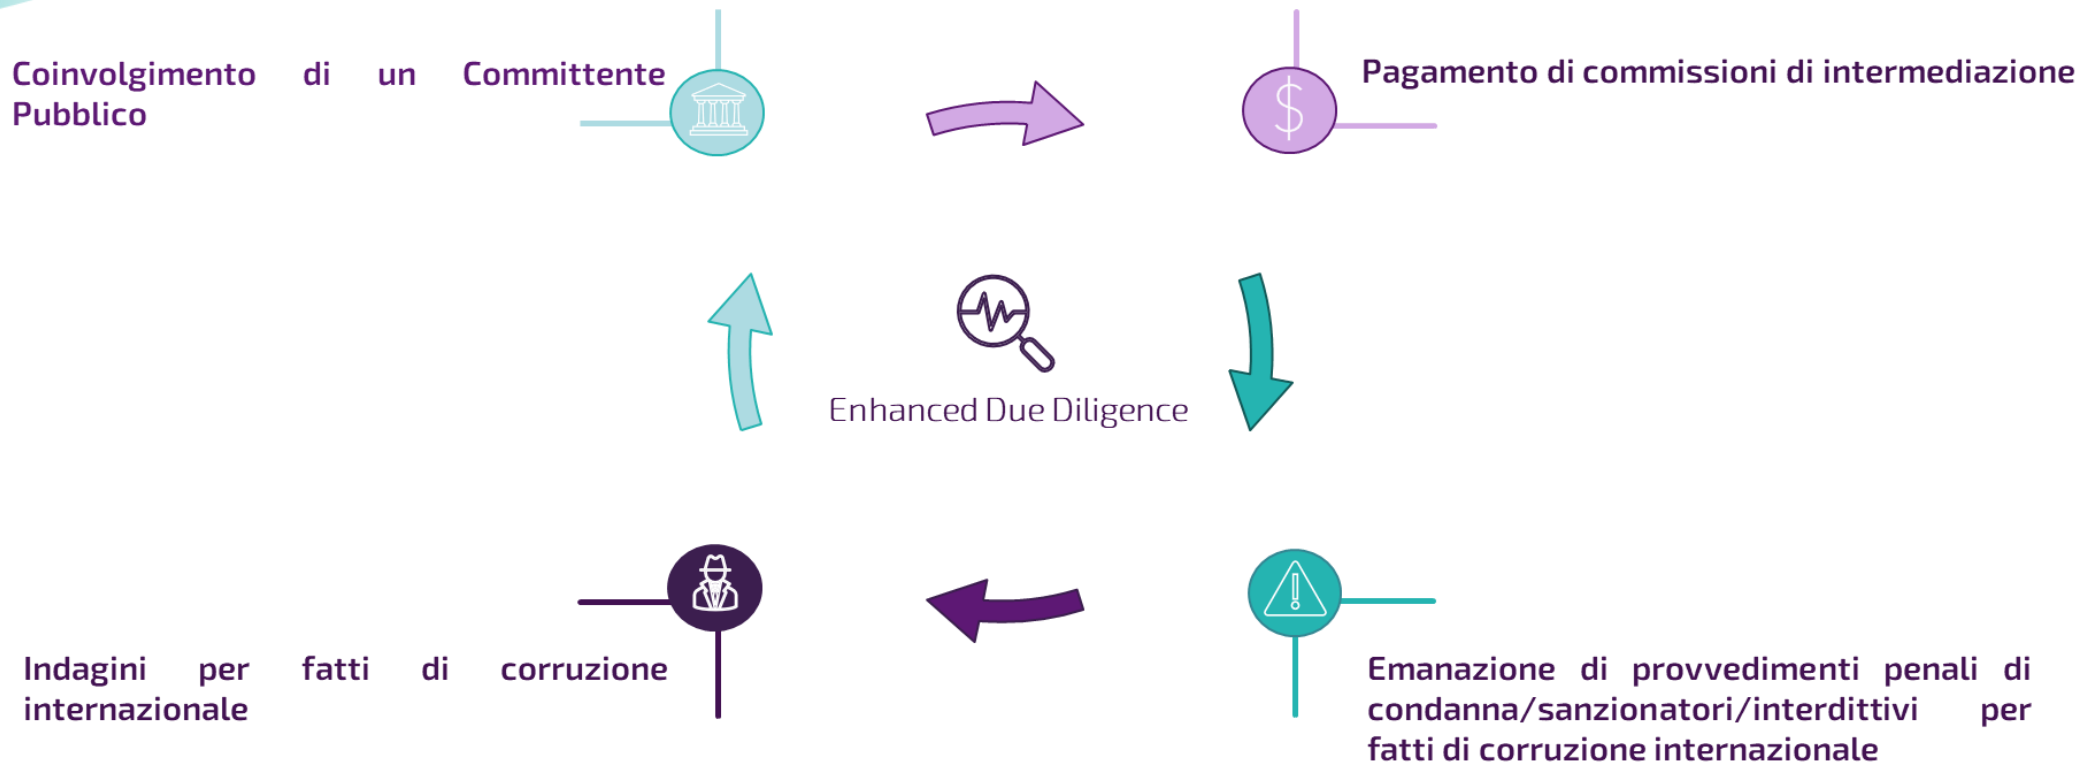 Coinvolgimento di un Committente
Pubblico
Pagamento di commissioni di intermediazione
Enhanced Due Diligence
Indagini per fatti di corruzione
internazionale
Emanazione di provvedimenti penali di
condanna/sanzionatori/interdittivi per
fatti di corruzione internazionale